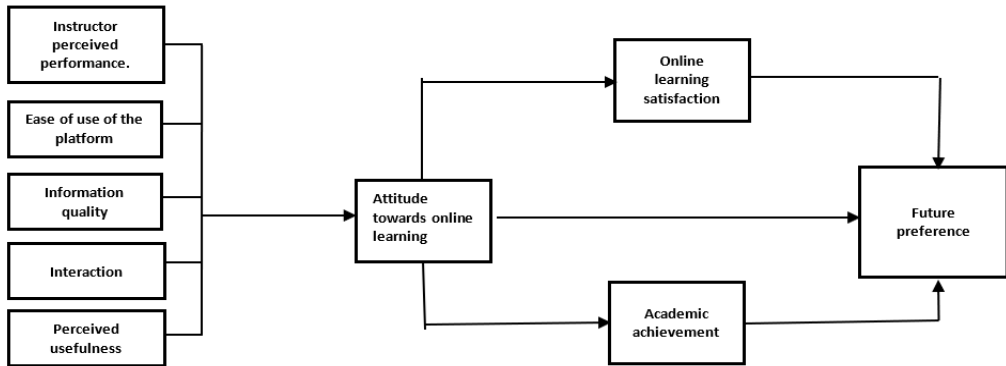 Instructor
perceived
performance.
Ease of use of the
platform
Information
quality
Interaction
Perceived
usefulness
Attitude
towards online
learning
Online
learning
satisfaction
Academic
achievement
Future
preference